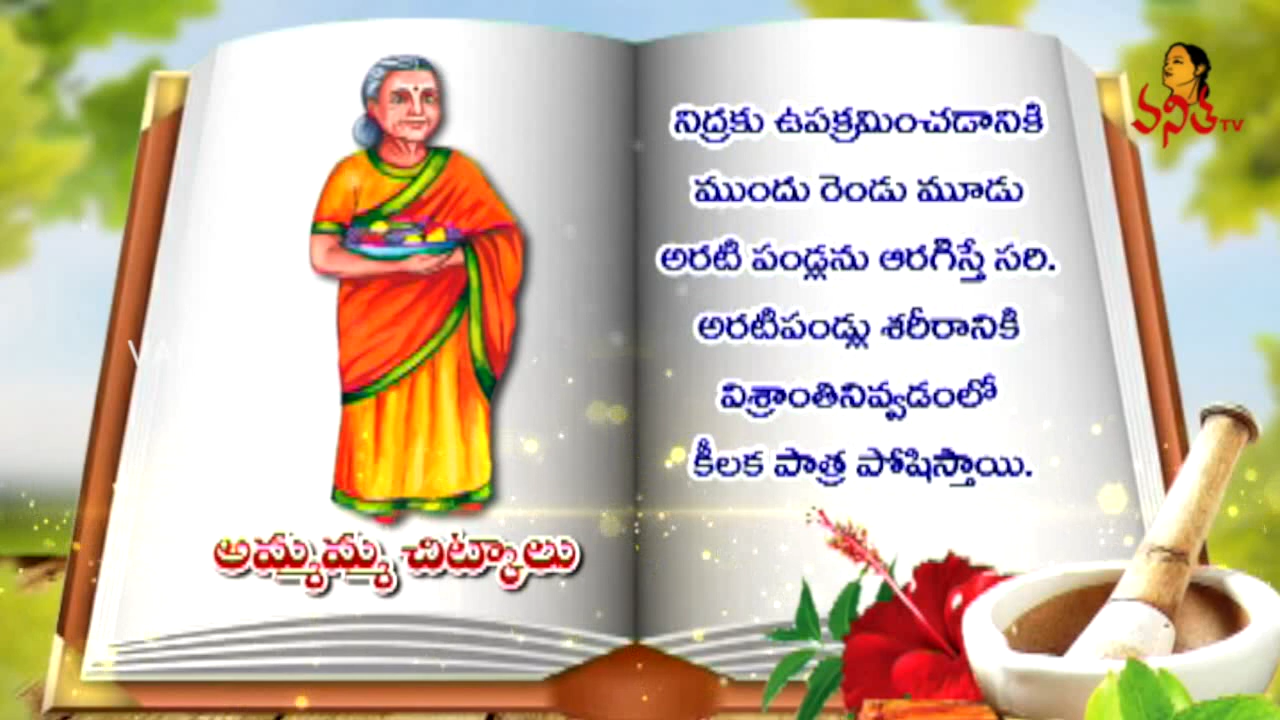 వనిత TV
నిద్రకు ఉపక్రమించడానికి
ముందు రెండు మూడు
అరటి పండ్లను ఆరగిస్తే సరి.
అరటిపండ్లు శరీరానికి
విశ్రాంతినివ్వడంలో
కీలక పాత్ర పోషిస్తాయి.
అమ్మమ్మ చిట్కాలు